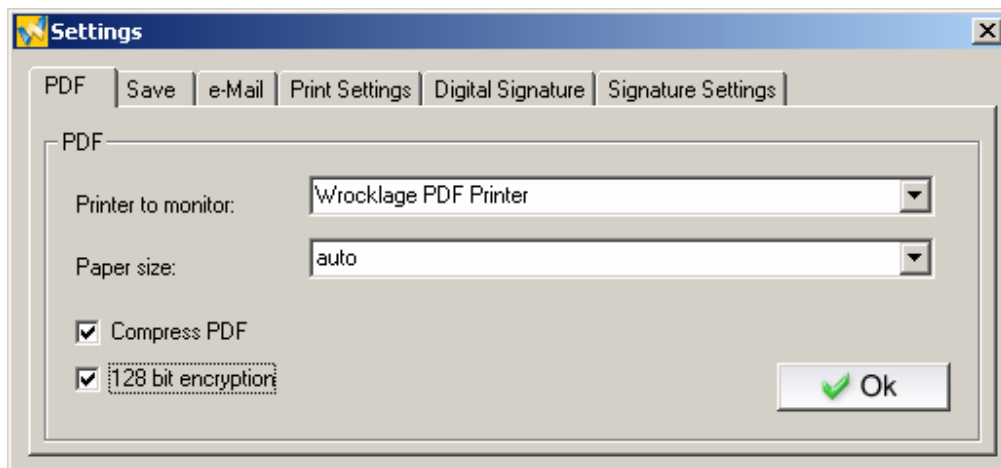 Settings
PDF Save e-Mail Print Settings Digital Signature Signature Settings
PDF
Printer to monitor: Wrocklage PDF Printer
Paper size: auto
Compress PDF
128 bit encryption
Ok